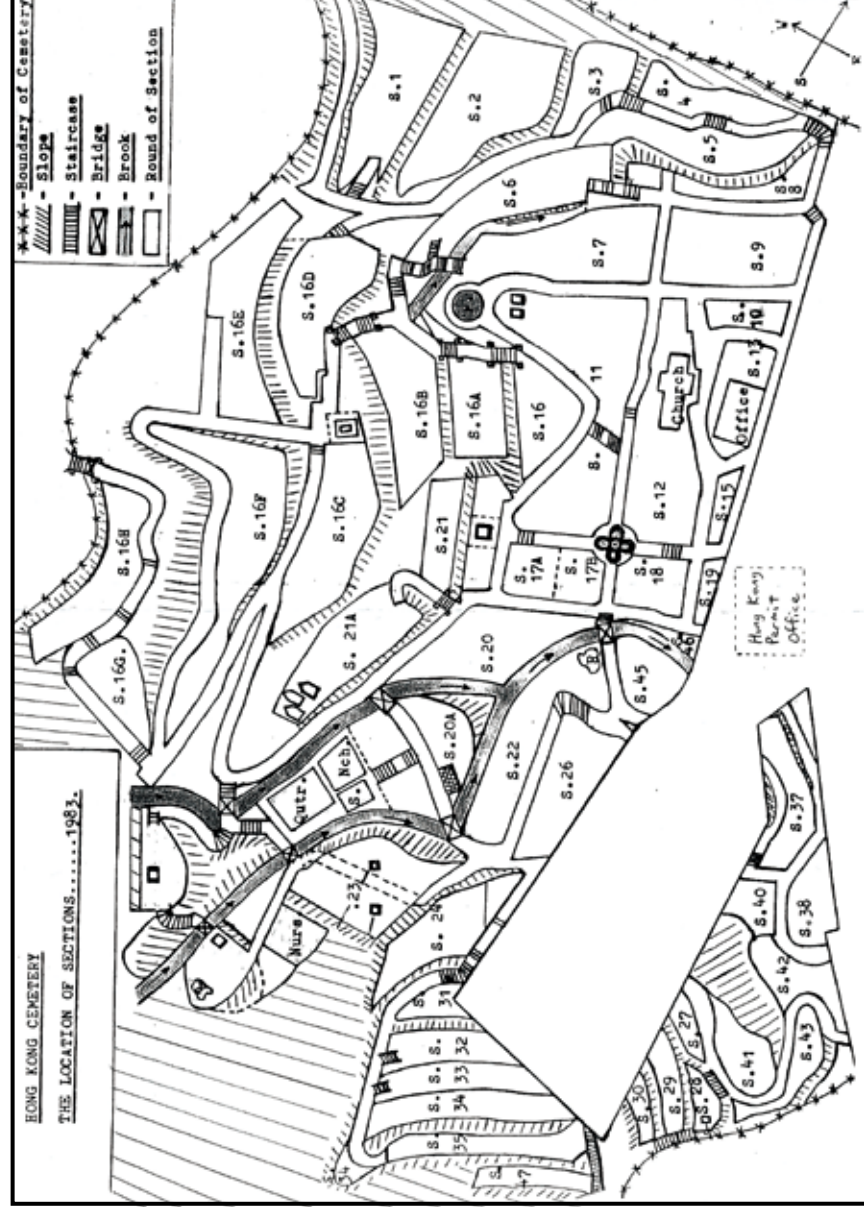 HONG KONG CEMETERY
THE LOCATION OF SECTIONS......1983.
xxx -Boundary of Cemetery
- Slope
- Staircase
- Bridge
- Brook
- Round of Section
W
S
S.1
S.2
S.3
S.
4
S.5
S.6
S.7
S.
8
S.9
S.
10
S.
11
S.12
S.13
Office
Church
S.15
S.16
S.16A
S.16B
S.16C
S.16D
S.16E
S.16F
S.16G.
S.16H
S.
17A
S.
17B
S.
18
S.19
S.20
S.20A
S.21
S. 21A
S.22
.23
S.
24
S.26
S.27
S.28
S.29
S.
30
S.
31
S.
32
S.
33
S.
34
S.
35
S.
34
S.37
S.38
S.40
S.41
S.42
S.43
S.45
46
S.
47
Qutr.
Nch.
S.
Nurs
B
Hong Kong
Permit
Office